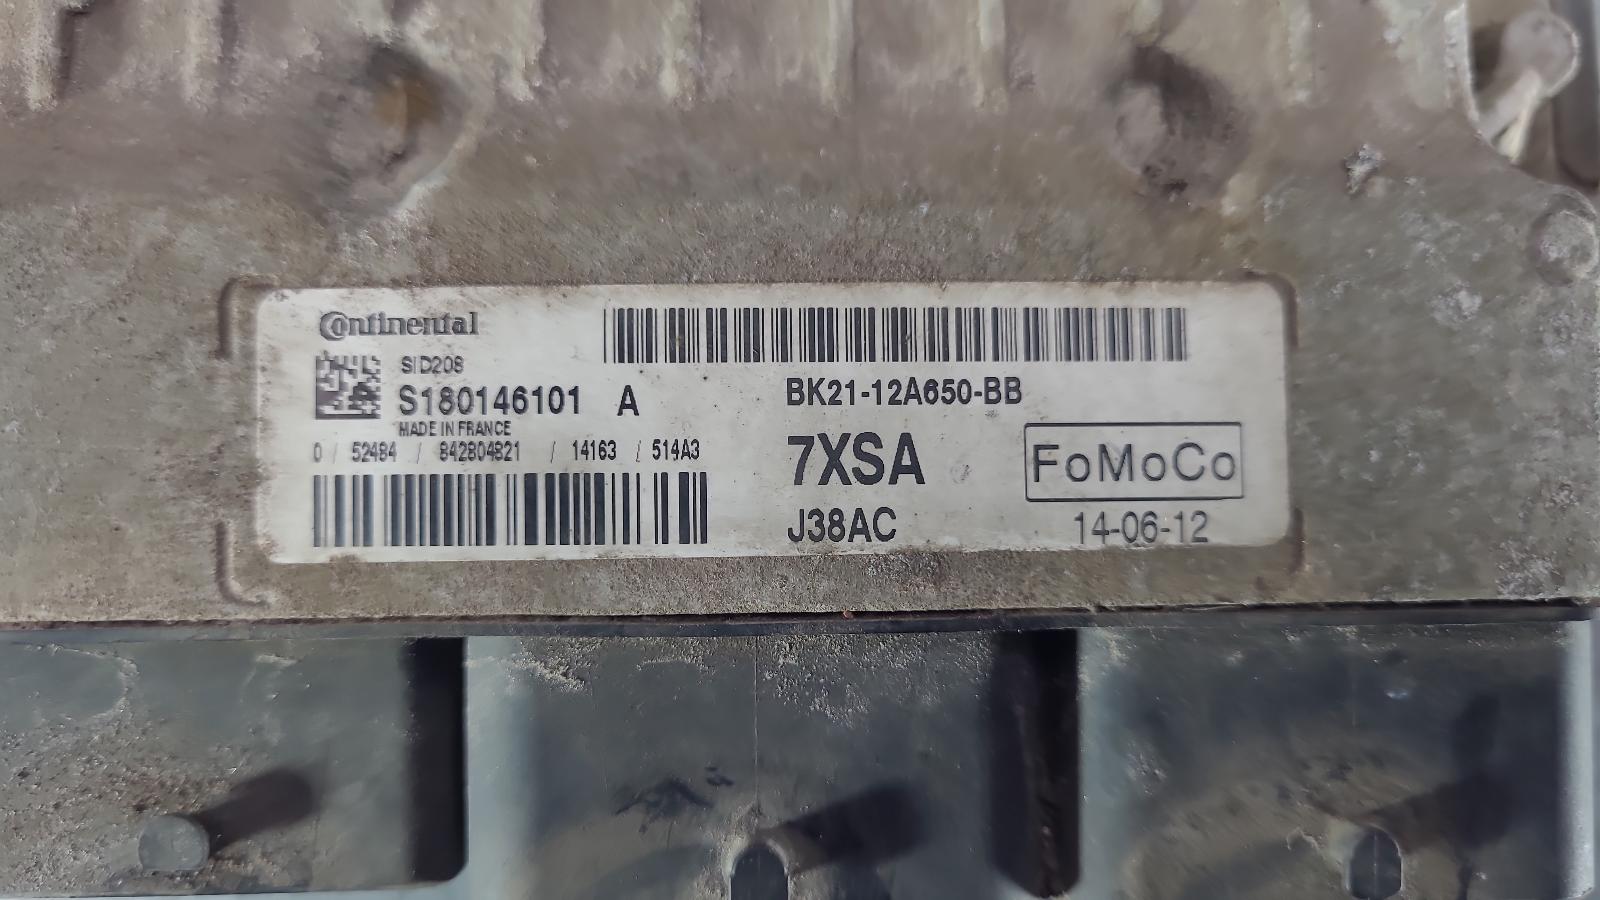 Continental
SID208
S180146101 A
MADE IN FRANCE
0 / 52484 / 842804821 / 14163 / 514A3
BK21-12A650-BB
7XSA
FoMoCo
J38AC
14-06-12